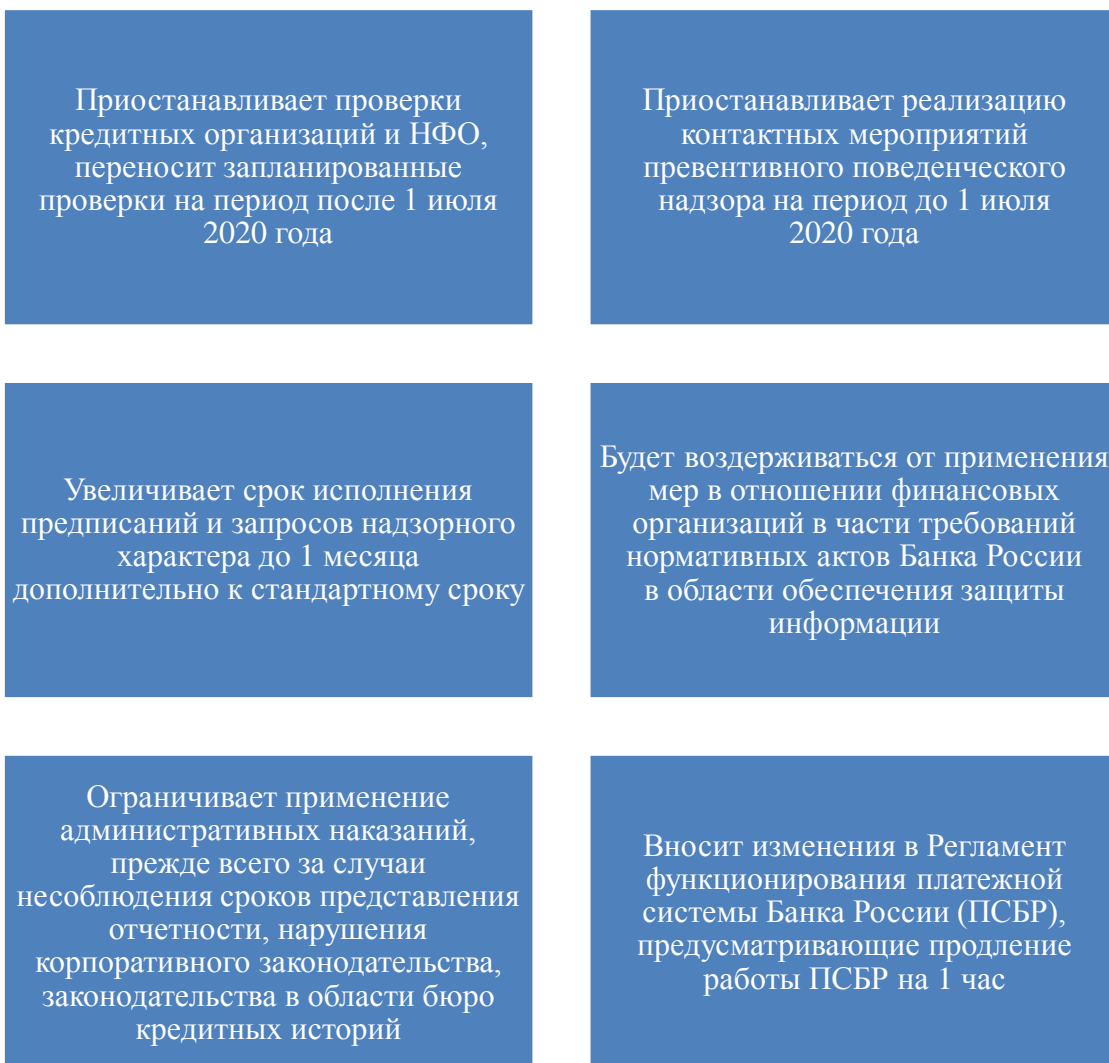 Приостанавливает проверки
кредитных организаций и НФО,
переносит запланированные
проверки на период после 1 июля
2020 года
Приостанавливает реализацию
контактных мероприятий
превентивного поведенческого
надзора на период до 1 июля
2020 года
Увеличивает срок исполнения
предписаний и запросов надзорного
характера до 1 месяца
дополнительно к стандартному сроку
Будет воздерживаться от применения
мер в отношении финансовых
организаций в части требований
нормативных актов Банка России
в области обеспечения защиты
информации
Ограничивает применение
административных наказаний,
прежде всего за случаи
несоблюдения сроков представления
отчетности, нарушения
корпоративного законодательства,
законодательства в области бюро
кредитных историй
Вносит изменения в Регламент
функционирования платежной
системы Банка России (ПСБР),
предусматривающие продление
работы ПСБР на 1 час